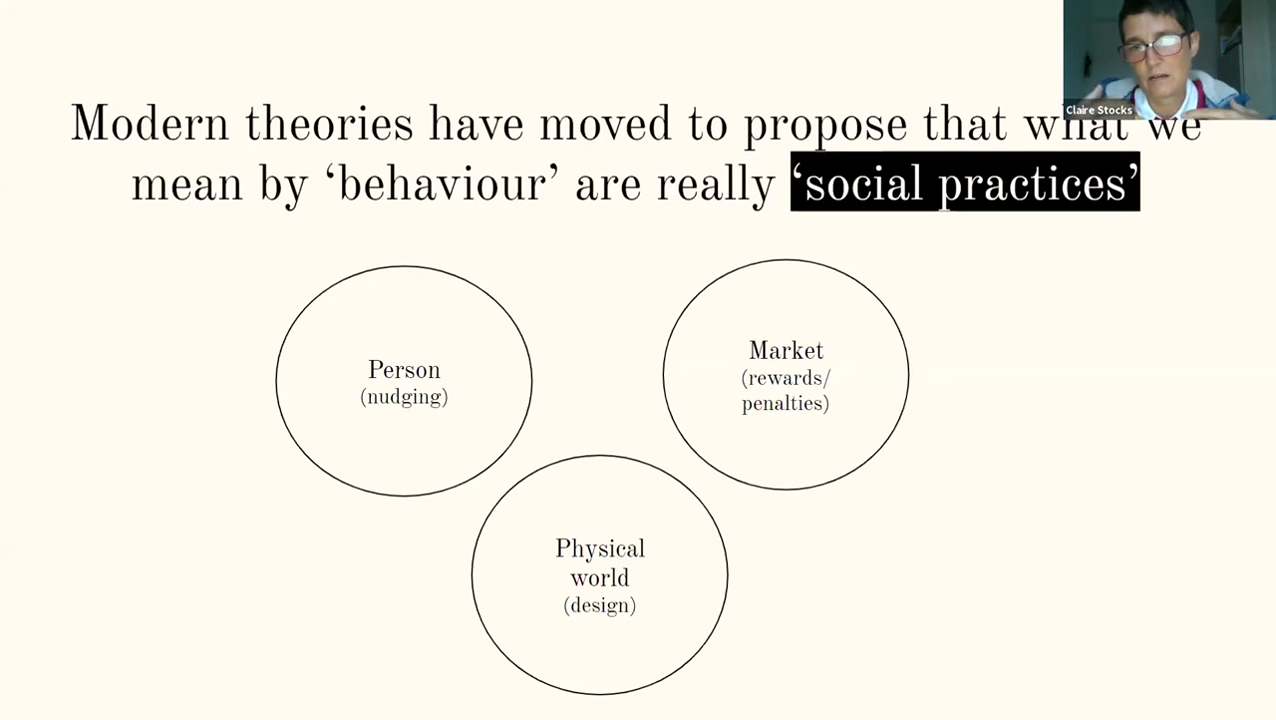 Claire Stocks
Modern theories have moved to propose that what we
mean by ‘behaviour’ are really ‘social practices’
Person
(nudging)
Market
(rewards/
penalties)
Physical
world
(design)